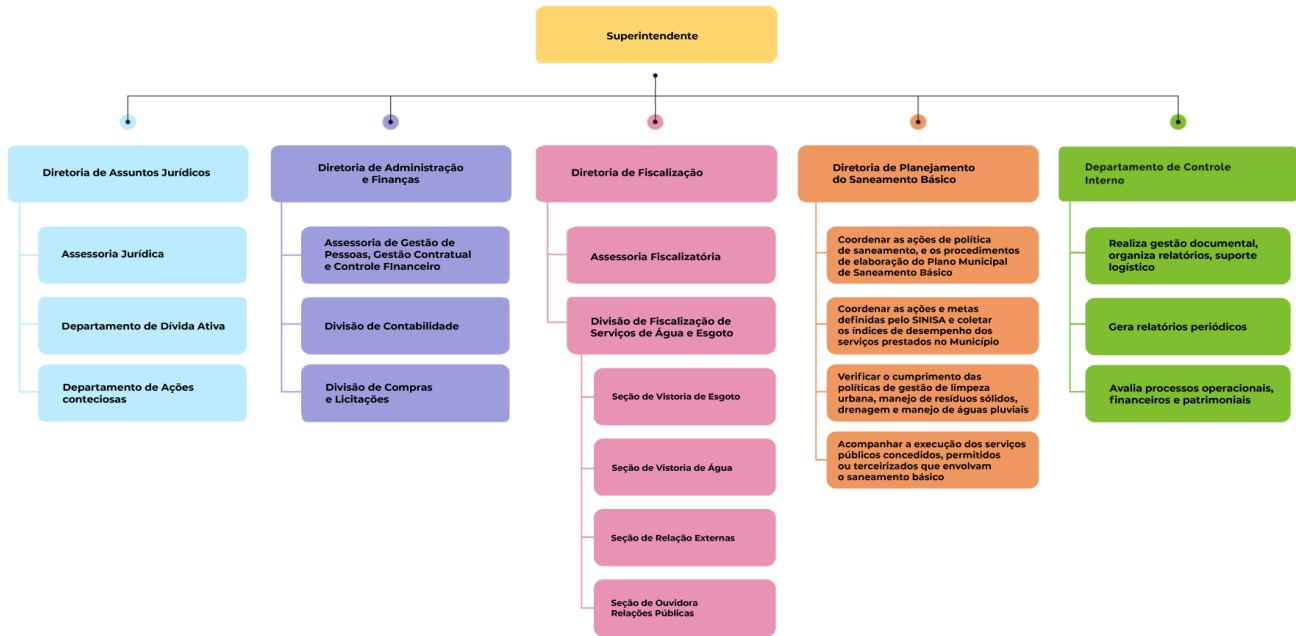 Superintendente
Diretoria de Assuntos Jurídicos
Assessoria Jurídica
Departamento de Dívida Ativa
Departamento de Ações
conteciosas
Diretoria de Administração
e Finanças
Assessoria de Gestão de
Pessoas, Gestão Contratual
e Controle FInanceiro
Divisão de Contabilidade
Divisão de Compras
e Licitações
Diretoria de Fiscalização
Assessoria Fiscalizatória
Divisão de Fiscalização de
Serviços de Água e Esgoto
Seção de Vistoria de Esgoto
Seção de Vistoria de Água
Seção de Relação Externas
Seção de Ouvidora
Relações Públicas
Diretoria de Planejamento
do Saneamento Básico
Coordenar as ações de política
de saneamento, e os procedimentos
de elaboração do Plano Municipal
de Saneamento Básico
Coordenar as ações e metas
definidas pelo SINISA e coletar
os índices de desempenho dos
serviços prestados no Município
Verificar o cumprimento das
políticas de gestão de limpeza
urbana, manejo de resíduos sólidos,
drenagem e manejo de águas pluviais
Acompanhar a execução dos serviços
públicos concedidos, permitidos
ou terceirizados que envolvam
o saneamento básico
Departamento de Controle
Interno
Realiza gestão documental,
organiza relatórios, suporte
logístico
Gera relatórios periódicos
Avalia processos operacionais,
financeiros e patrimoniais